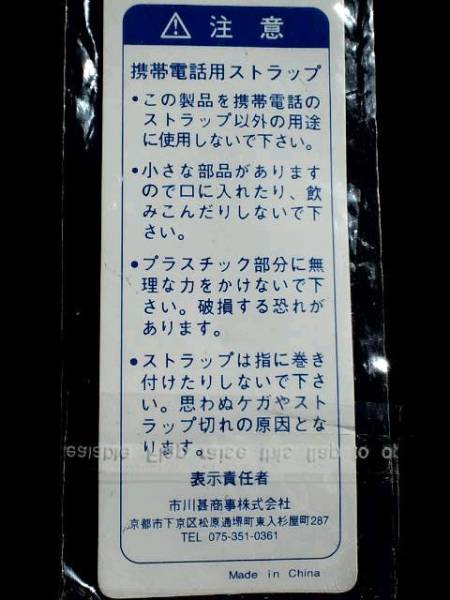 ⚠ 注 意
携帯電話用ストラップ
●この製品を携帯電話の
ストラップ以外の用途
に使用しないで下さい。
●小さな部品があります
ので口に入れたり、飲
みこんだりしないで下
さい。
●プラスチック部分に無
理な力をかけないで下
さい。破損する恐れが
あります。
●ストラップは指に巻き
付けたりしないで下さ
い。思わぬケガやスト
ラップ切れの原因とな
ります。
ealable Flap raise this flap to op
表示責任者
市川甚商事株式会社
京都市下京区松原通堺町東入杉屋町287
TEL 075-351-0361
Made in China